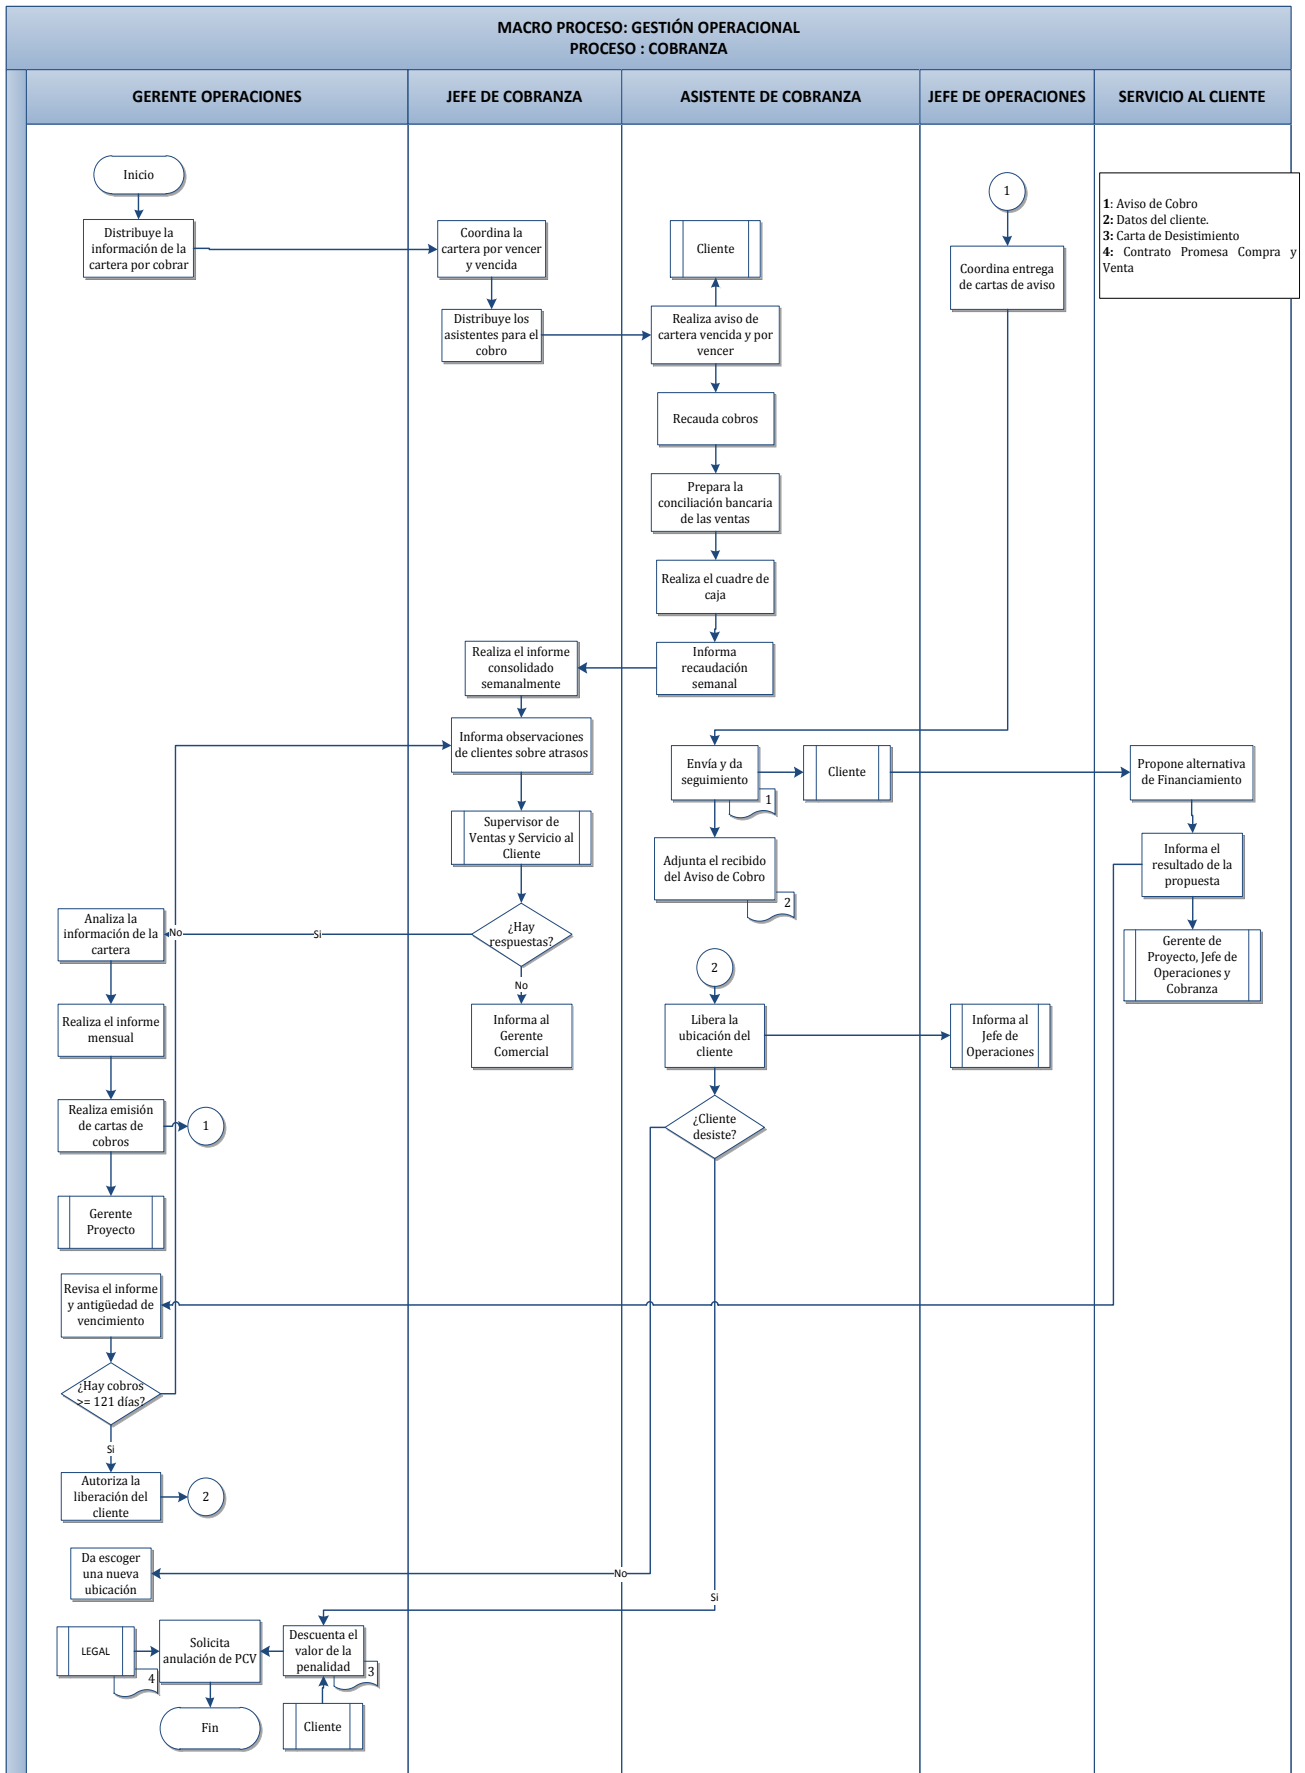 MACRO PROCESO: GESTIÓN OPERACIONAL
PROCESO : COBRANZA
GERENTE OPERACIONES
JEFE DE COBRANZA
ASISTENTE DE COBRANZA
JEFE DE OPERACIONES
SERVICIO AL CLIENTE
Inicio
Distribuye la
información de la
cartera por cobrar
Coordina la
cartera por vencer
y vencida
Distribuye los
asistentes para el
cobro
Cliente
Realiza aviso de
cartera vencida y por
vencer
Recauda cobros
Prepara la
conciliación bancaria
de las ventas
Realiza el cuadre de
caja
Informa
recaudación
semanal
1
Coordina entrega
de cartas de aviso
1: Aviso de Cobro
2: Datos del cliente.
3: Carta de Desistimiento
4: Contrato Promesa Compra y
Venta
Realiza el informe
consolidado
semanalmente
Informa observaciones
de clientes sobre atrasos
Supervisor de
Ventas y Servicio al
Cliente
¿Hay
respuestas?
Si
No
No
Informa al
Gerente
Comercial
Envía y da
seguimiento
1
Cliente
Propone alternativa
de Financiamiento
Adjunta el recibido
del Aviso de Cobro
2
Informa el
resultado de la
propuesta
Gerente de
Proyecto, Jefe de
Operaciones y
Cobranza
Analiza la
información de la
cartera
Realiza el informe
mensual
Realiza emisión
de cartas de
cobros
1
Gerente
Proyecto
2
Libera la
ubicación del
cliente
Informa al
Jefe de
Operaciones
¿Cliente
desiste?
Revisa el informe
y antigüedad de
vencimiento
¿Hay cobros
>= 121 días?
Si
Autoriza la
liberación del
cliente
2
Da escoger
una nueva
ubicación
No
Si
LEGAL
4
Solicita
anulación de PCV
Descuenta el
valor de la
penalidad
3
Fin
Cliente